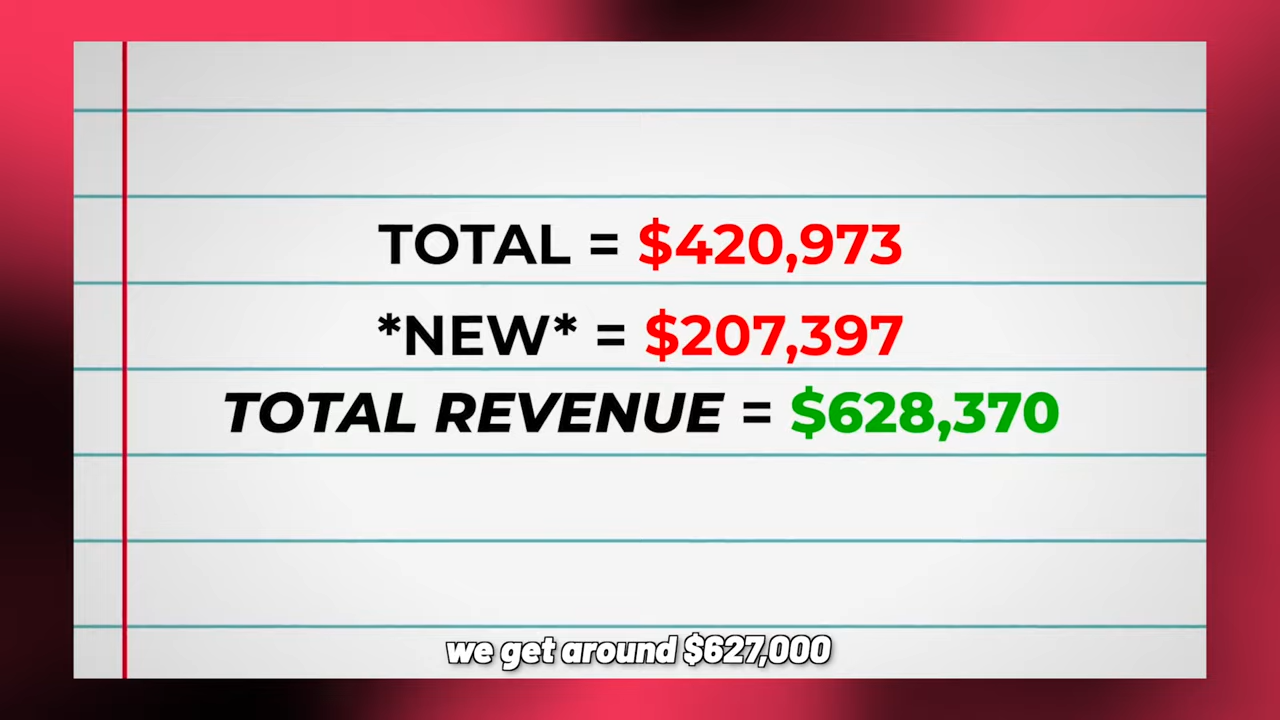 TOTAL = $420,973
*NEW* = $207,397
TOTAL REVENUE = $628,370
we get around $627,000